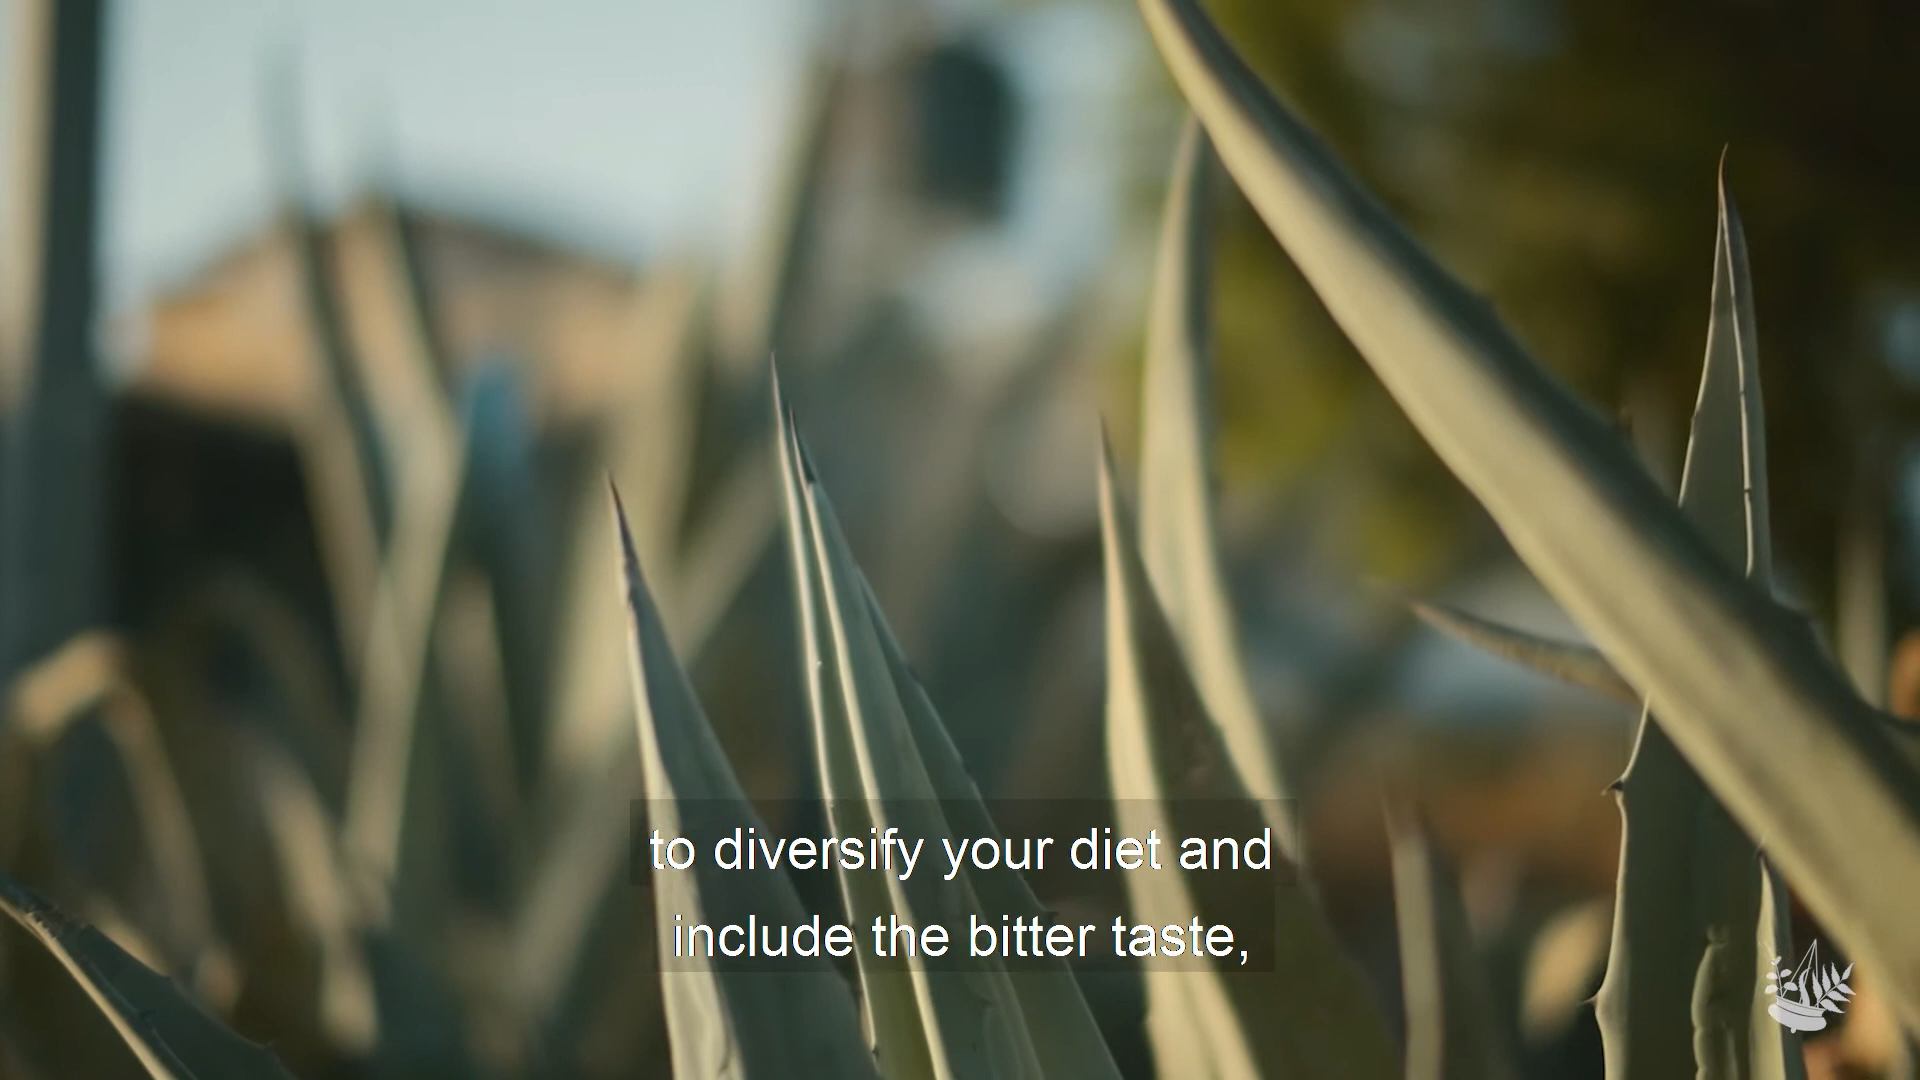 to diversify your diet and
include the bitter taste,